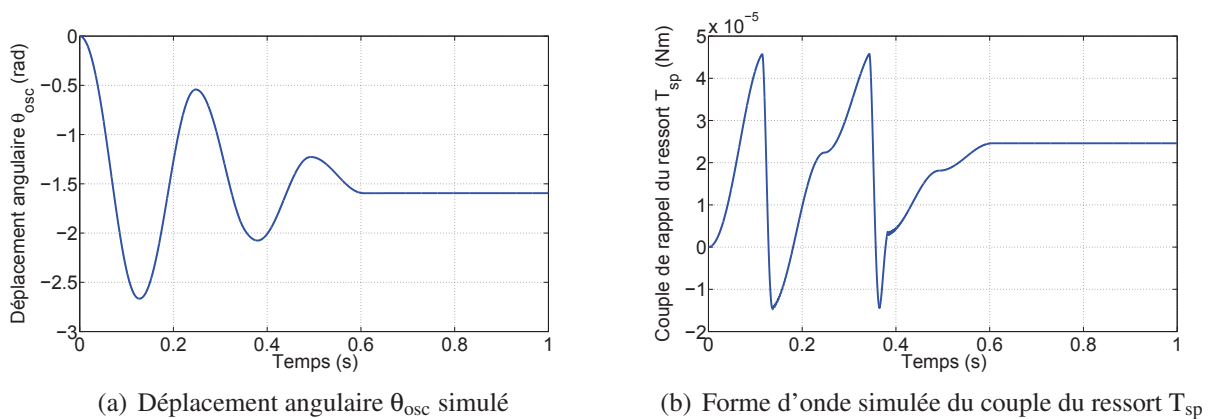 0
−0.5
−1
−1.5
−2
−2.5
−3
0 0.2 0.4 0.6 0.8 1
Temps (s)
Déplacement angulaire θosc (rad)
(a) Déplacement angulaire θosc simulé
x 10−5
5
4
3
2
1
0
−1
−2
0 0.2 0.4 0.6 0.8 1
Temps (s)
Couple de rappel du ressort Tsp (Nm)
(b) Forme d'onde simulée du couple du ressort Tsp